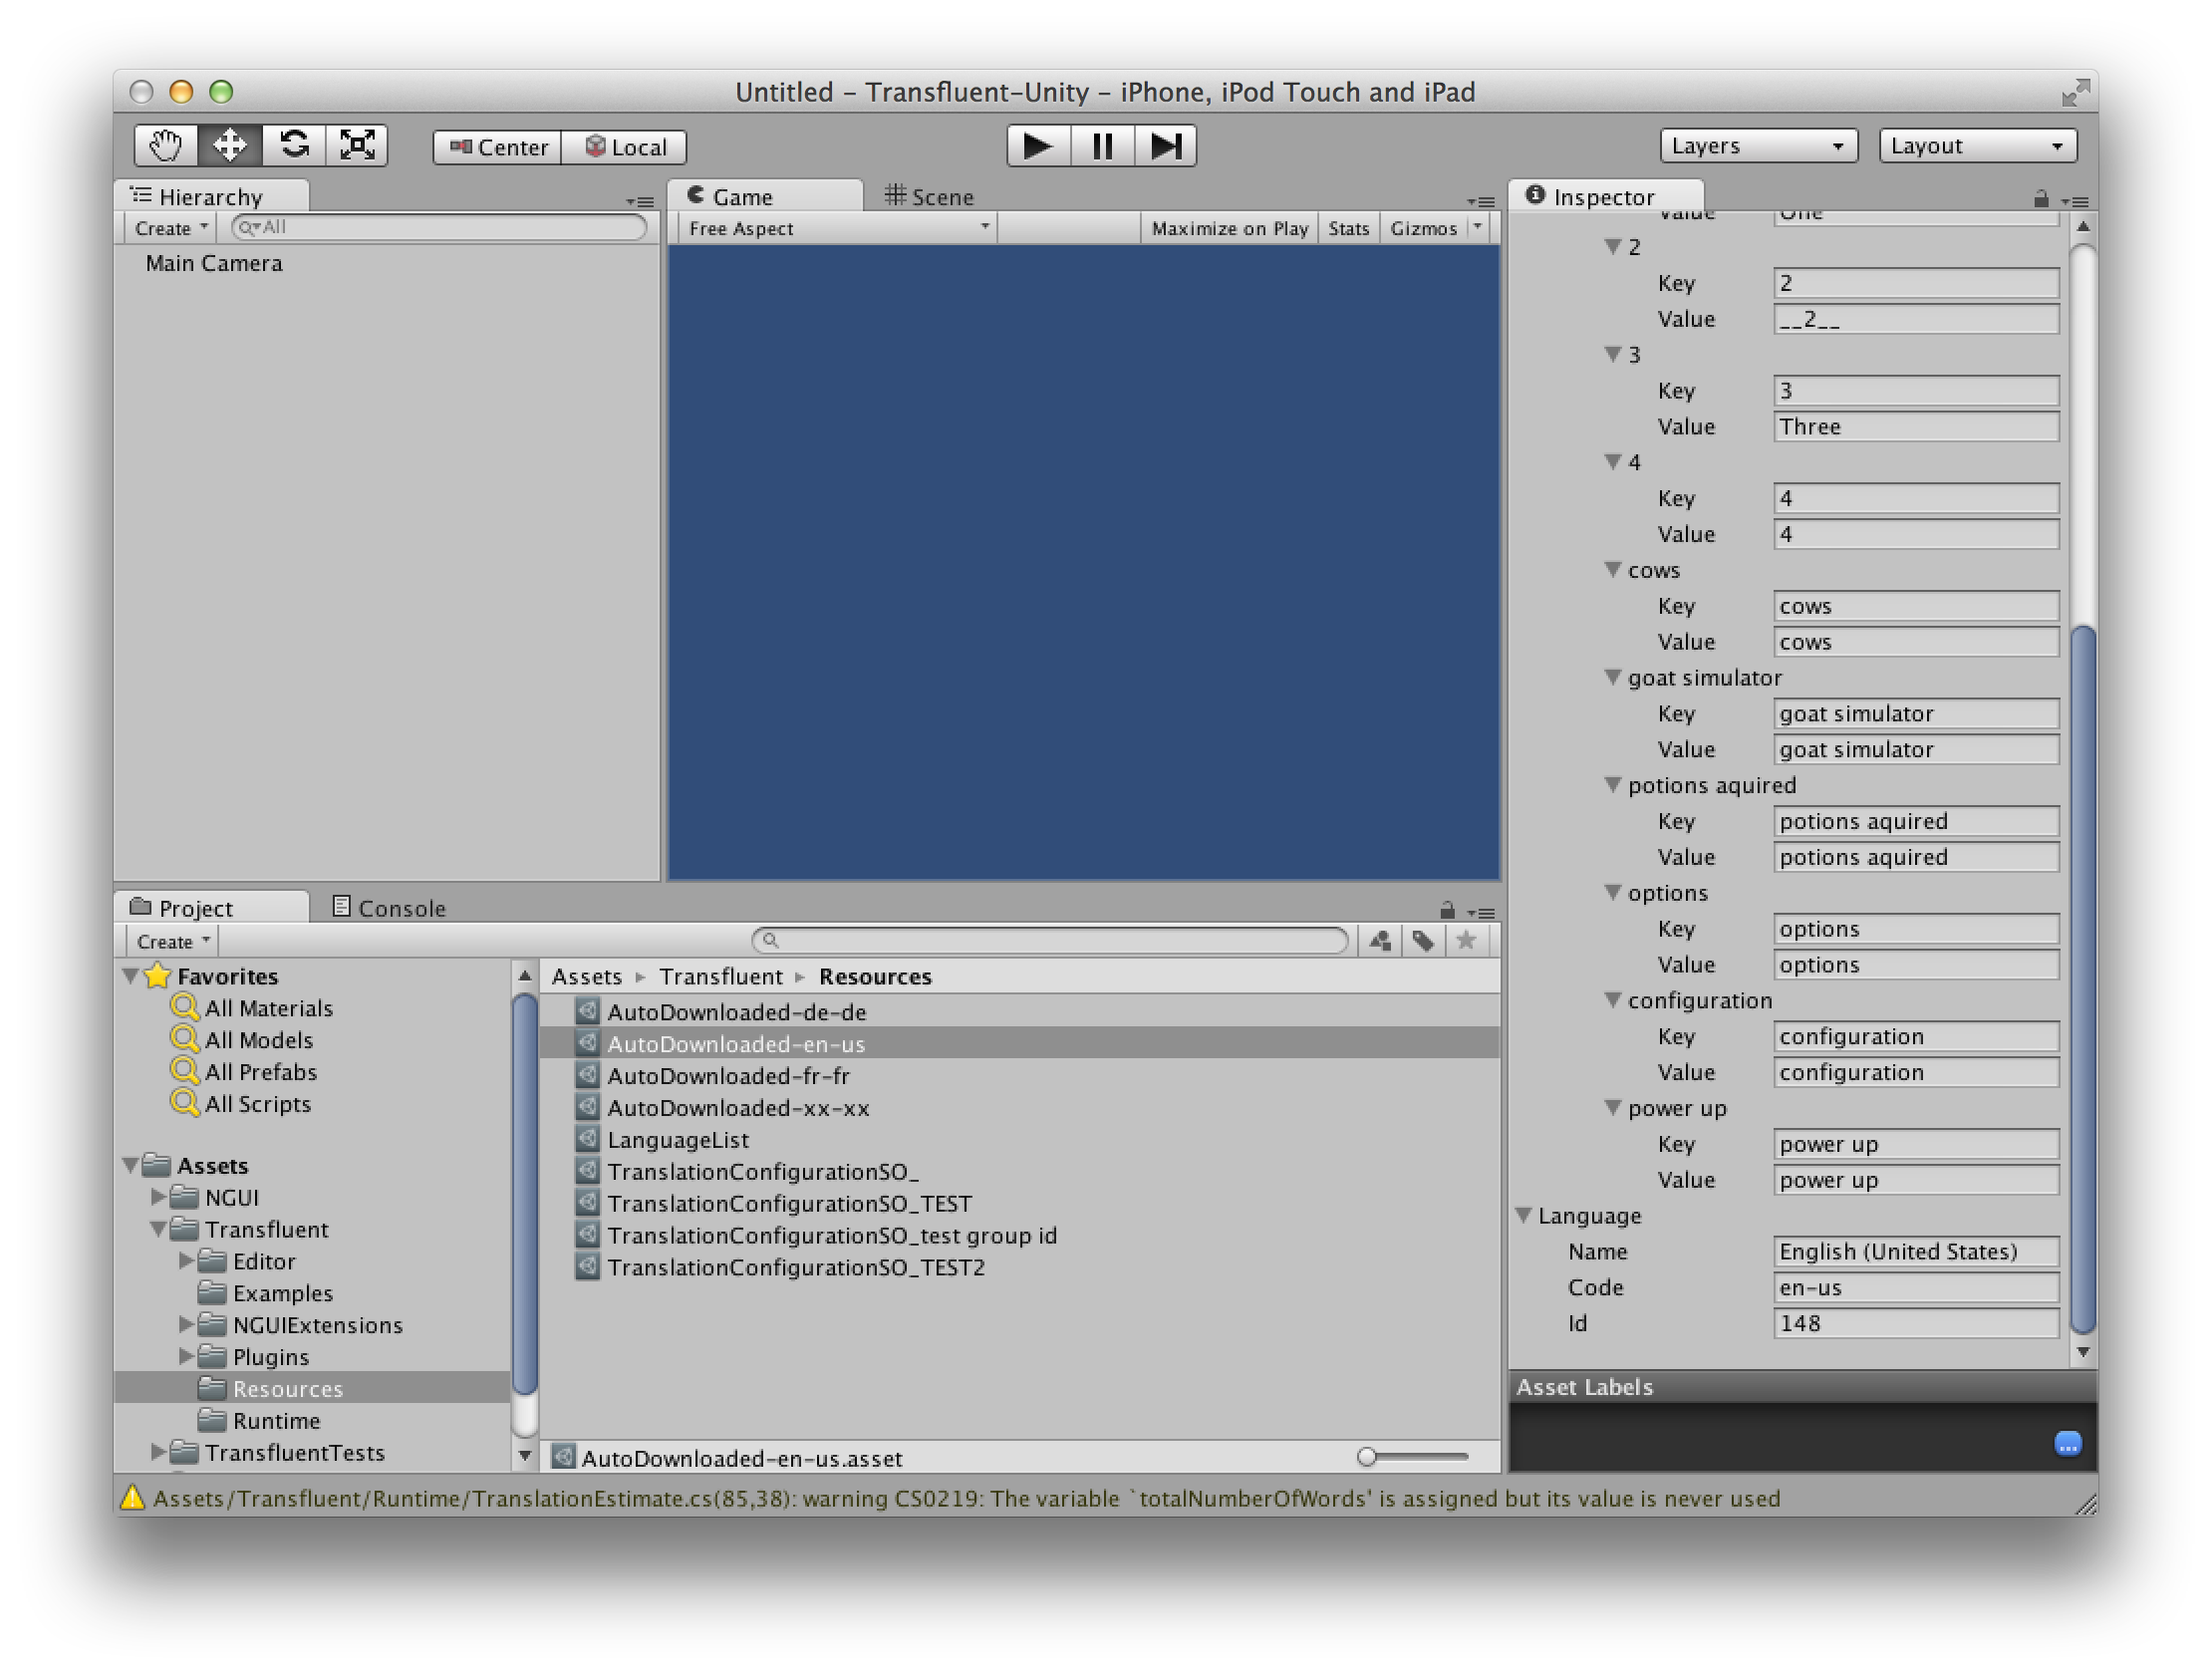 Untitled – Transfluent-Unity – iPhone, iPod Touch and iPad
Center
Local
Layers
Layout
Hierarchy
Create
All
Main Camera
Game
Scene
Free Aspect
Maximize on Play
Stats
Gizmos
Inspector
Value One
2
Key 2
Value __2__
3
Key 3
Value Three
4
Key 4
Value 4
cows
Key cows
Value cows
goat simulator
Key goat simulator
Value goat simulator
potions aquired
Key potions aquired
Value potions aquired
options
Key options
Value options
configuration
Key configuration
Value configuration
power up
Key power up
Value power up
Language
Name English (United States)
Code en-us
Id 148
Asset Labels
Project
Console
Create
Favorites
All Materials
All Models
All Prefabs
All Scripts
Assets
NGUI
Transfluent
Editor
Examples
NGUIExtensions
Plugins
Resources
Runtime
TransfluentTests
Assets Transfluent Resources
AutoDownloaded-de-de
AutoDownloaded-en-us
AutoDownloaded-fr-fr
AutoDownloaded-xx-xx
LanguageList
TranslationConfigurationSO_
TranslationConfigurationSO_TEST
TranslationConfigurationSO_test group id
TranslationConfigurationSO_TEST2
AutoDownloaded-en-us.asset
Assets/Transfluent/Runtime/TranslationEstimate.cs(85,38): warning CS0219: The variable `totalNumberOfWords' is assigned but its value is never used